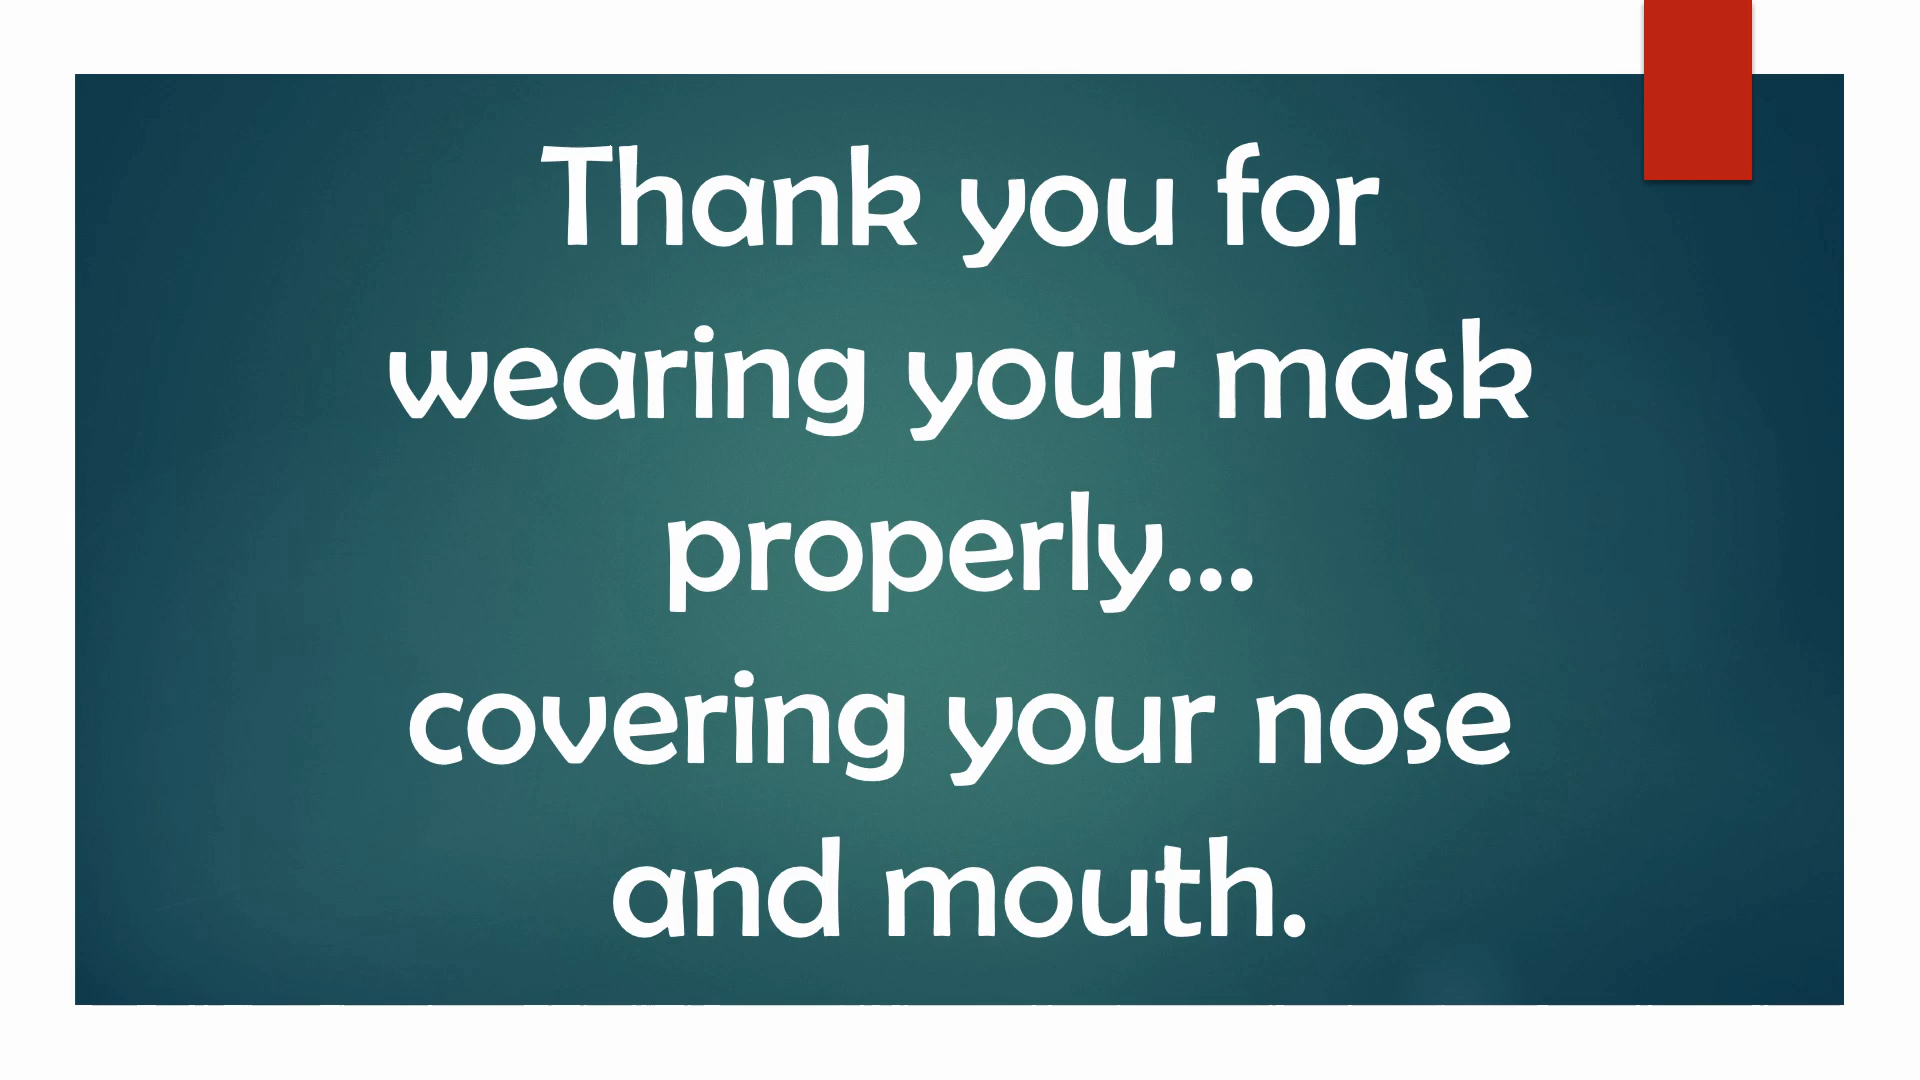 Thank you for
wearing your mask
properly...
covering your nose
and mouth.